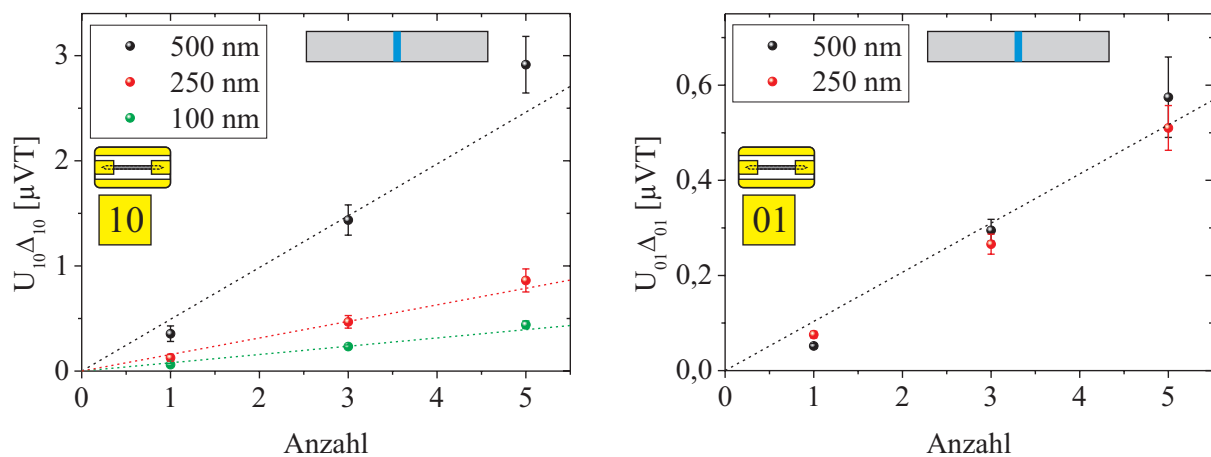 500 nm
250 nm
100 nm
10
U10Δ10 [µVT]
3
2
1
0
0 1 2 3 4 5
Anzahl
500 nm
250 nm
01
U01Δ01 [µVT]
0,6
0,4
0,2
0,0
0 1 2 3 4 5
Anzahl